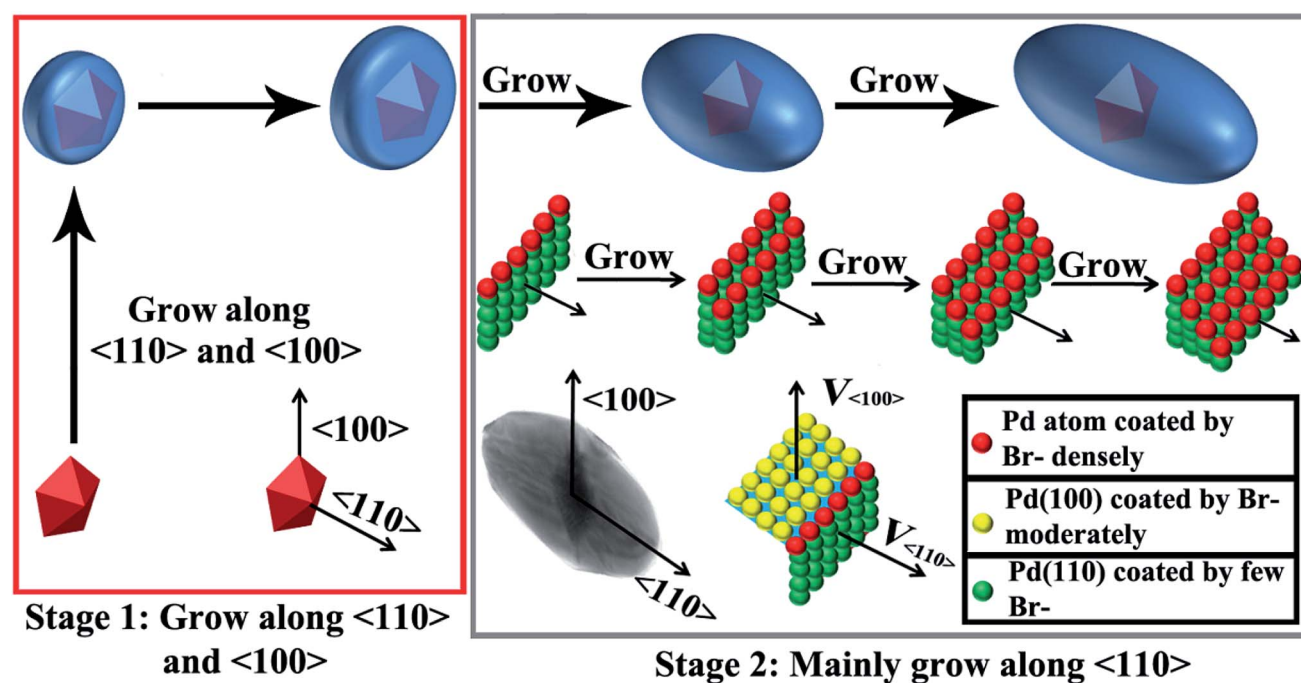 Grow along
<110> and <100>
<100>
<110>
Stage 1: Grow along <110>
and <100>
Grow
Grow
Grow
Grow
Grow
<100>
<110>
V<100>
V<110>
Pd atom coated by
Br- densely
Pd(100) coated by Br-
moderately
Pd(110) coated by few
Br-
Stage 2: Mainly grow along <110>